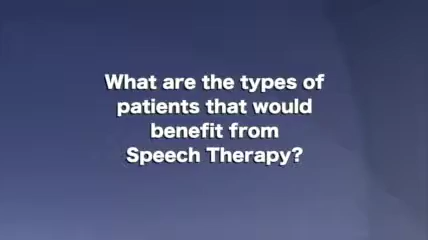 What are the types of
patients that would
benefit from
Speech Therapy?